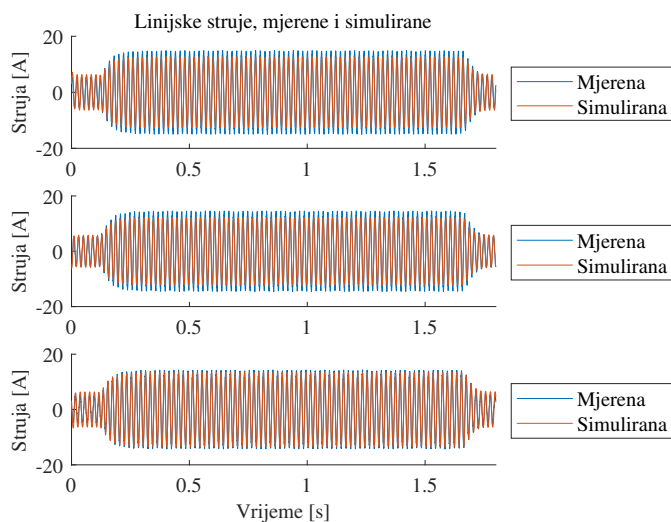 Linijske struje, mjerene i simulirane
20
0
-20
Struja [A]
0 0.5 1 1.5
Mjerena
Simulirana
20
0
-20
Struja [A]
0 0.5 1 1.5
Mjerena
Simulirana
20
0
-20
Struja [A]
0 0.5 1 1.5
Vrijeme [s]
Mjerena
Simulirana